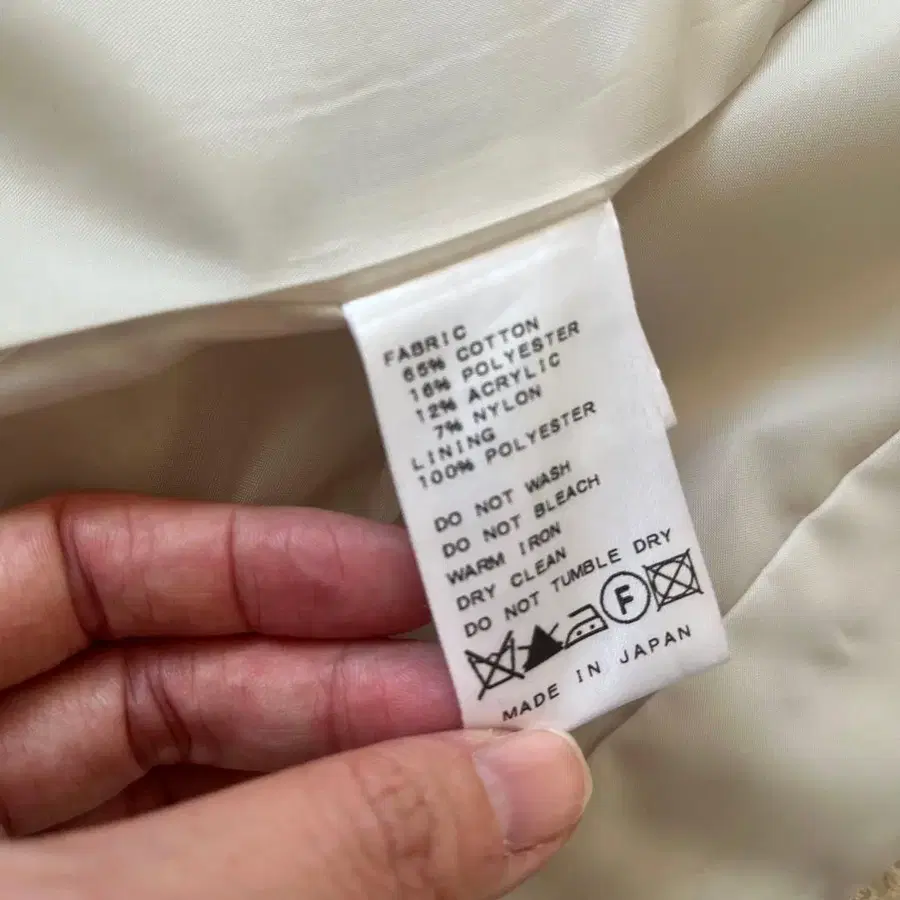 FABRIC
65% COTTON
16% POLYESTER
12% ACRYLIC
7% NYLON
LINING
100% POLYESTER
DO NOT WASH
DO NOT BLEACH
WARM IRON
DRY CLEAN
DO NOT TUMBLE DRY
F
MADE IN JAPAN